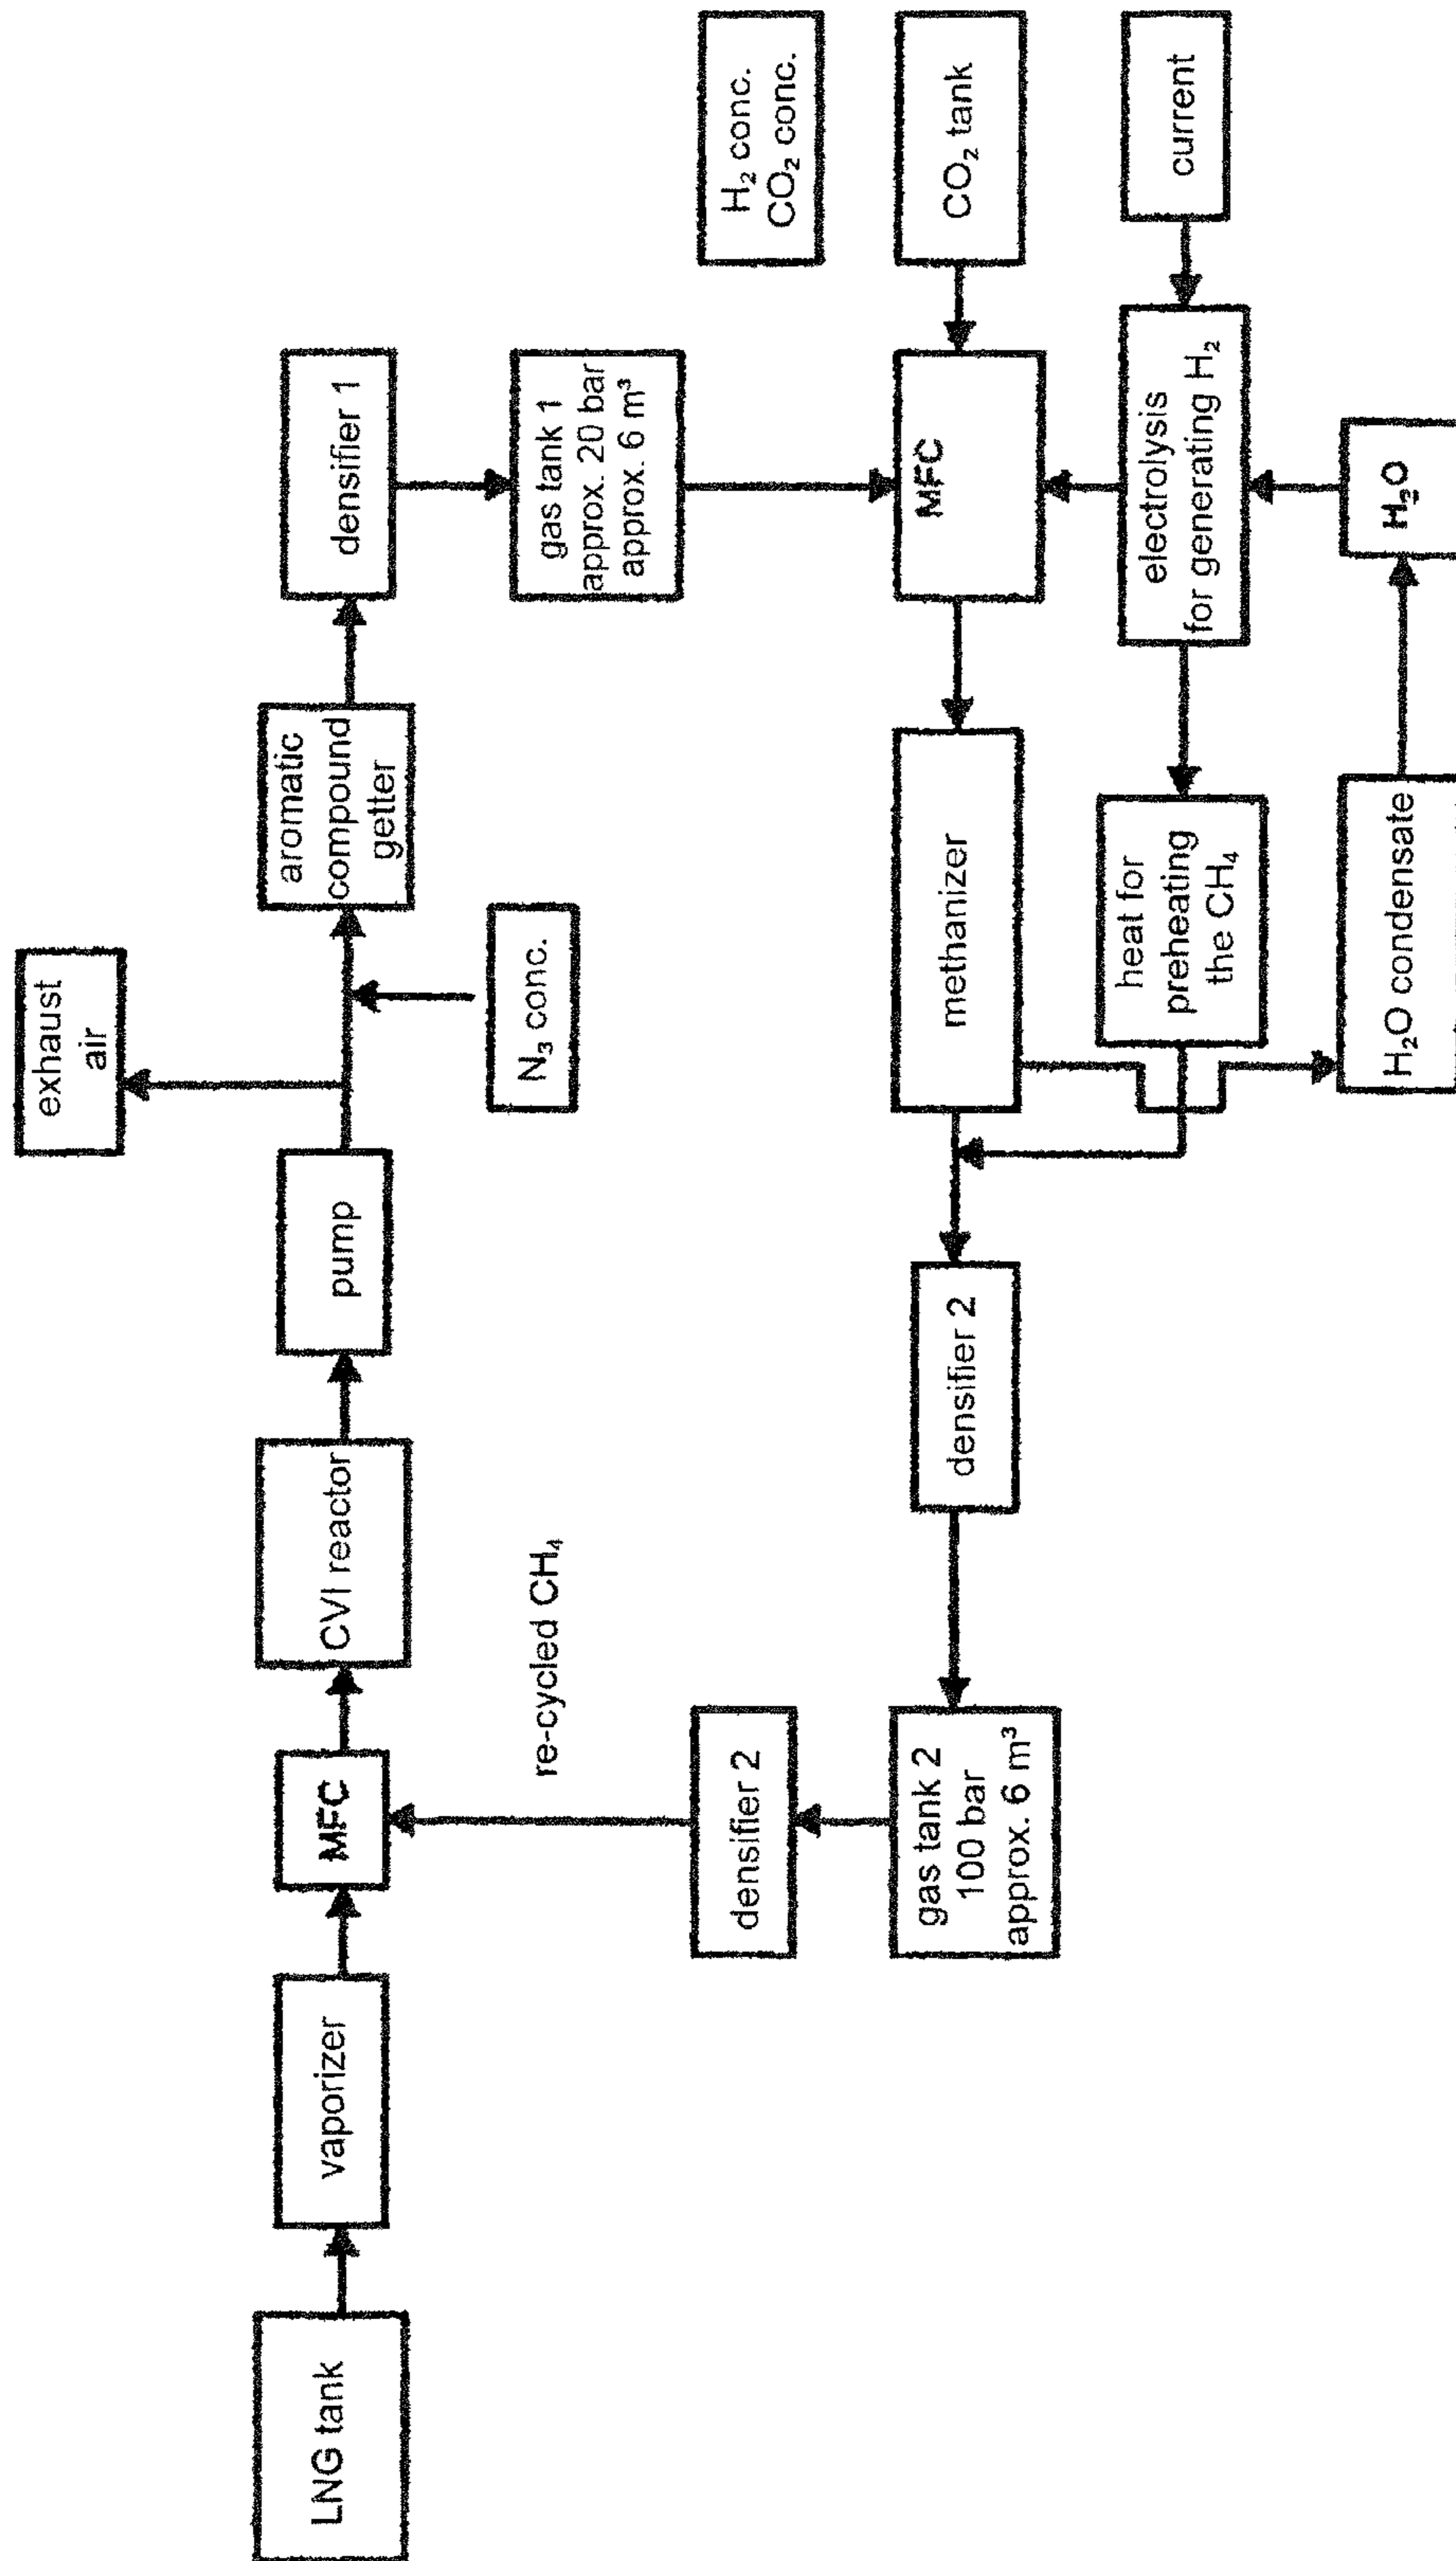 LNG tank
vaporizer
MFC
CVI reactor
pump
exhaust
air
N₃ conc.
aromatic
compound
getter
densifier 1
gas tank 1
approx. 20 bar
approx. 6 m³
H₂ conc.
CO₂ conc.
re-cycled CH₄
densifier 2
gas tank 2
100 bar
approx. 6 m³
densifier 2
methanizer
MFC
CO₂ tank
heat for
preheating
the CH₄
electrolysis
for generating H₂
current
H₂O condensate
H₂O